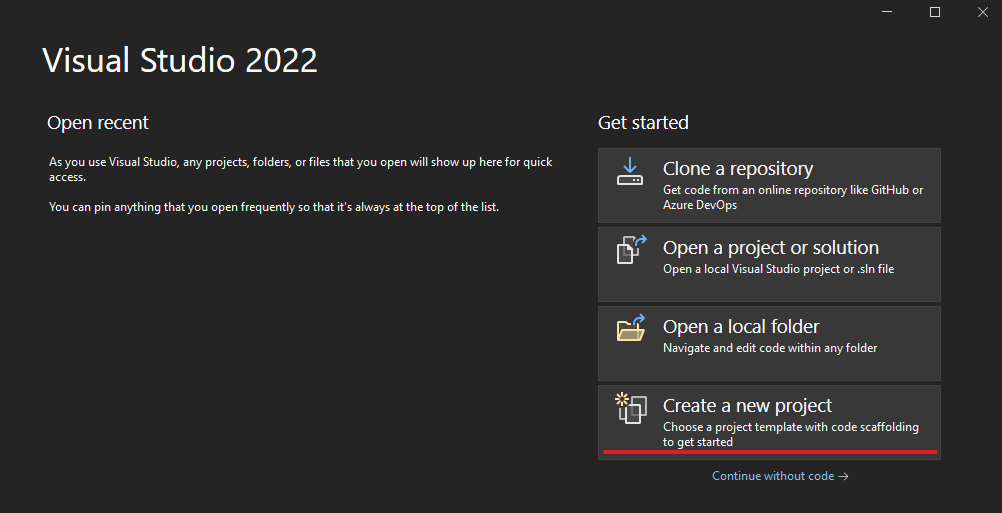 Visual Studio 2022
Open recent
As you use Visual Studio, any projects, folders, or files that you open will show up here for quick
access.
You can pin anything that you open frequently so that it's always at the top of the list.
Get started
Clone a repository
Get code from an online repository like GitHub or
Azure DevOps
Open a project or solution
Open a local Visual Studio project or .sln file
Open a local folder
Navigate and edit code within any folder
Create a new project
Choose a project template with code scaffolding
to get started
Continue without code →